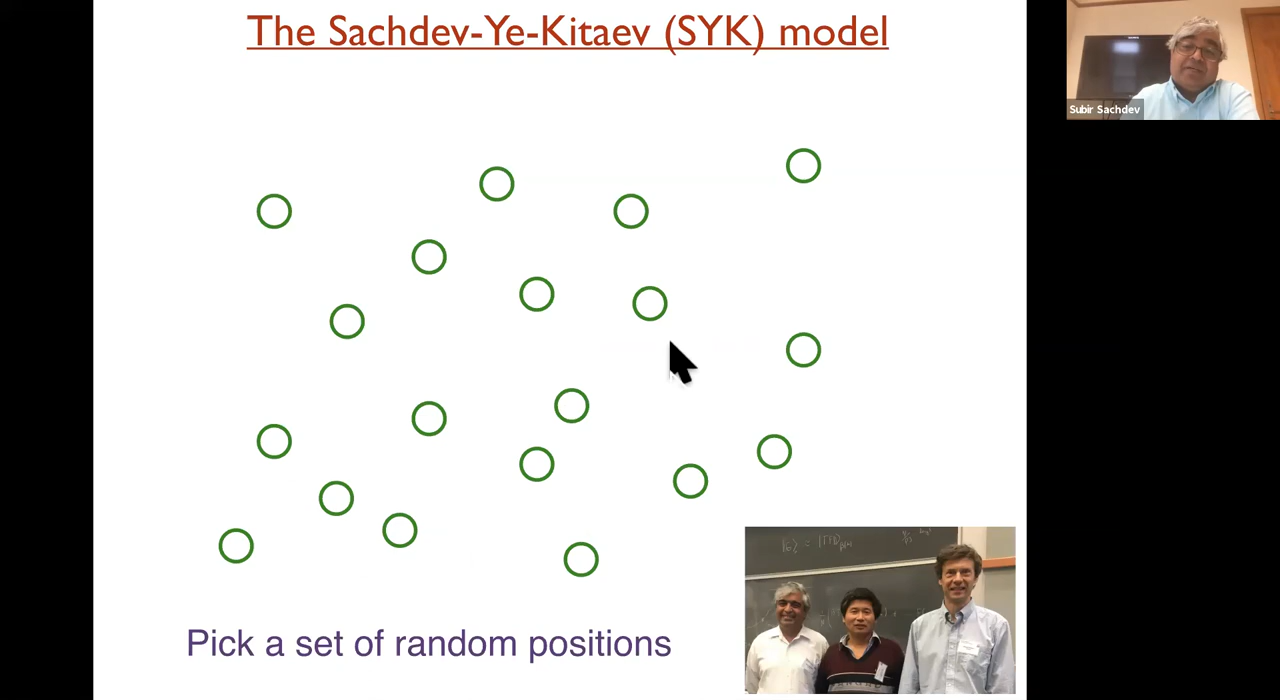 The Sachdev-Ye-Kitaev (SYK) model
Subir Sachdev
Pick a set of random positions